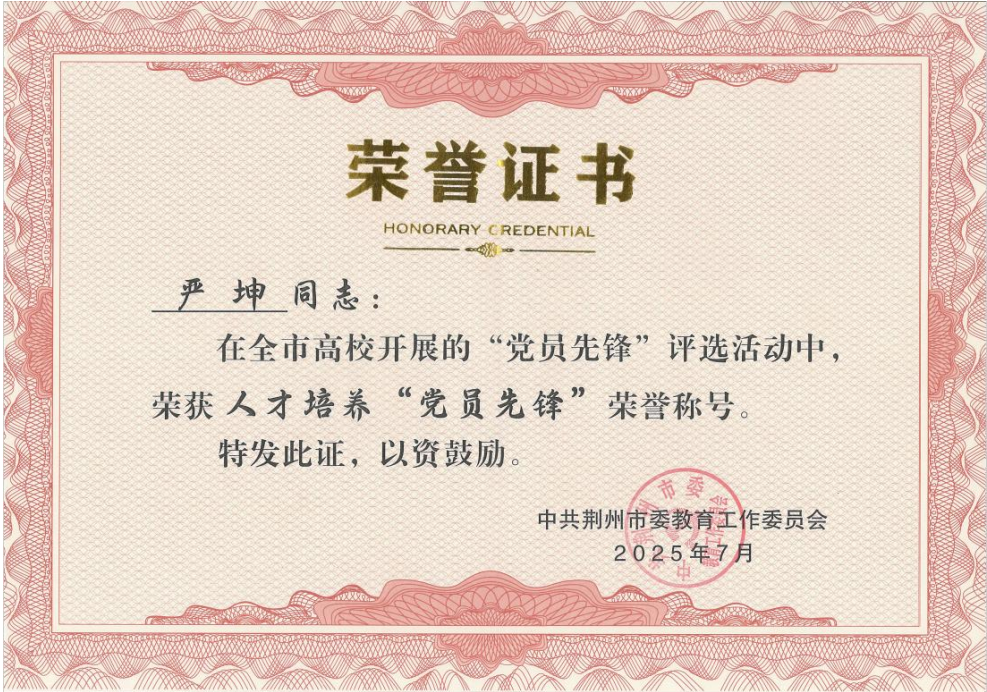 荣誉证书
HONORARY CREDENTIAL
严 坤 同志：
在全市高校开展的“党员先锋”评选活动中，
荣获 人才培养“党员先锋” 荣誉称号。
特发此证，以资鼓励。
中共荆州市委教育工作委员会
2025年7月